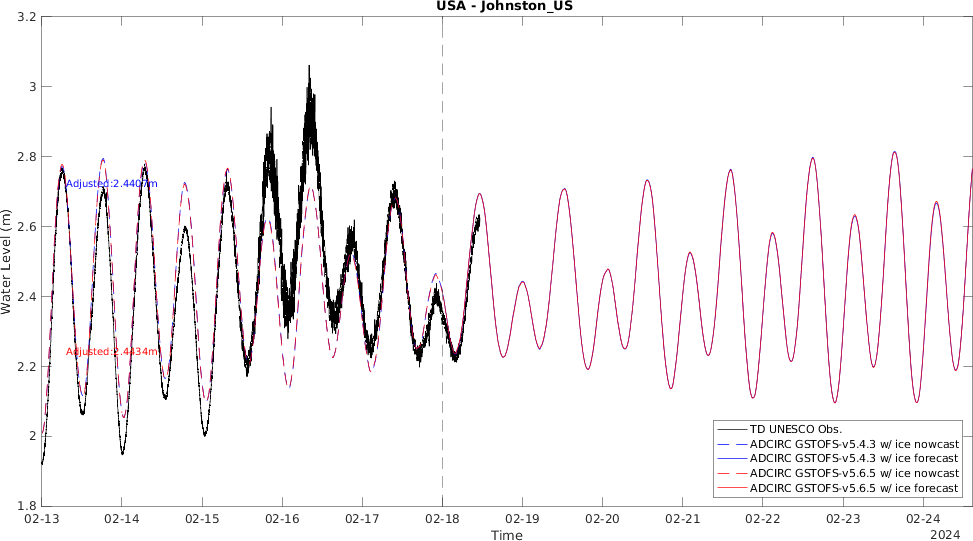 USA - Johnston_US
Water Level (m)
3.2
3
2.8
2.6
2.4
2.2
2
1.8
Adjusted:2.4407m
Adjusted:2.4434m
TD UNESCO Obs.
ADCIRC GSTOFS-v5.4.3 w/ ice nowcast
ADCIRC GSTOFS-v5.4.3 w/ ice forecast
ADCIRC GSTOFS-v5.6.5 w/ ice nowcast
ADCIRC GSTOFS-v5.6.5 w/ ice forecast
02-13 02-14 02-15 02-16 02-17 02-18 02-19 02-20 02-21 02-22 02-23 02-24
Time
2024